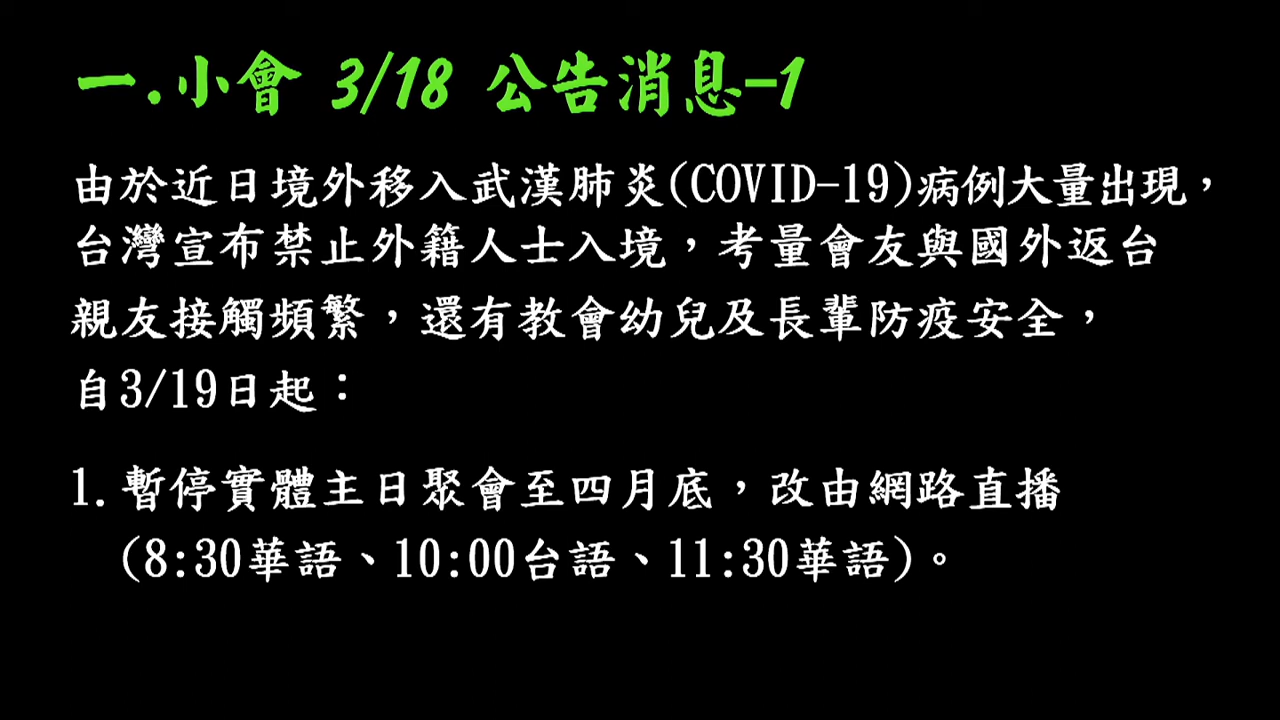 一.小會 3/18 公告消息-1
由於近日境外移入武漢肺炎(COVID-19)病例大量出現，
台灣宣布禁止外籍人士入境，考量會友與國外返台
親友接觸頻繁，還有教會幼兒及長輩防疫安全，
自3/19日起：
1.暫停實體主日聚會至四月底，改由網路直播
(8:30華語、10:00台語、11:30華語)。